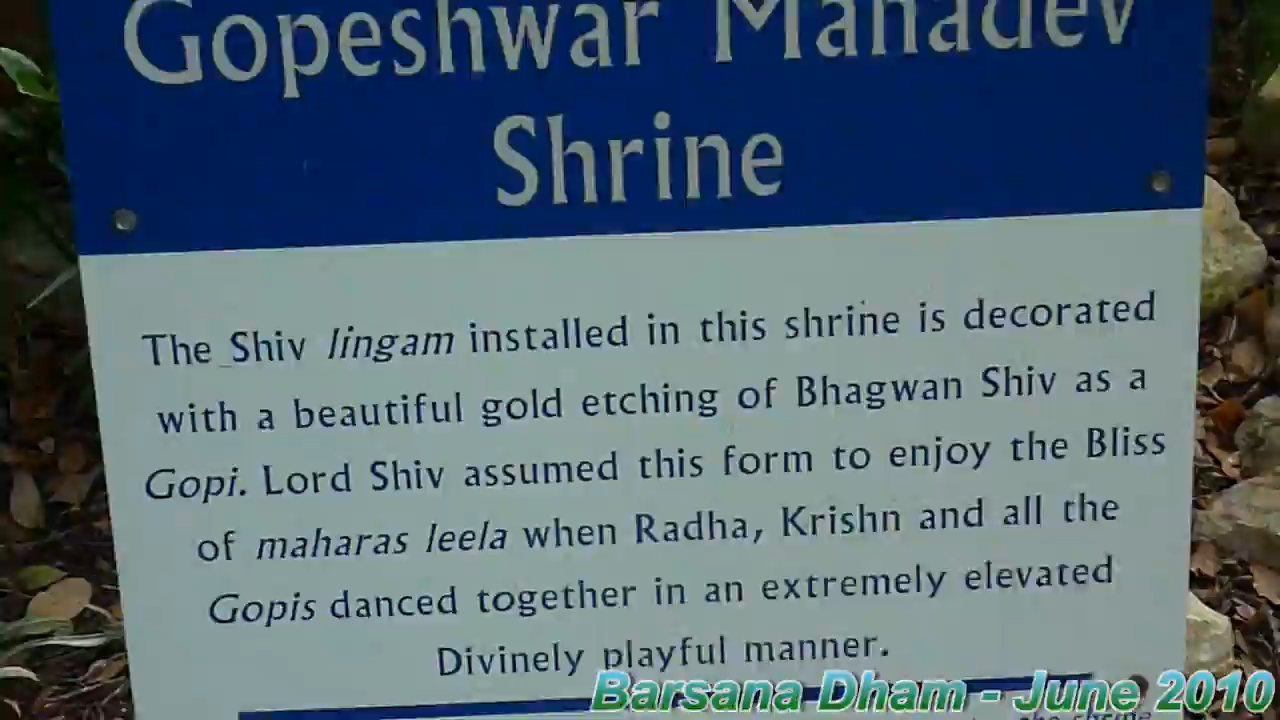 Gopeshwar Mahadev
Shrine
The Shiv lingam installed in this shrine is decorated
with a beautiful gold etching of Bhagwan Shiv as a
Gopi. Lord Shiv assumed this form to enjoy the Bliss
of maharas leela when Radha, Krishn and all the
Gopis danced together in an extremely elevated
Divinely playful manner.
Barsana Dham - June 2010
the shrine